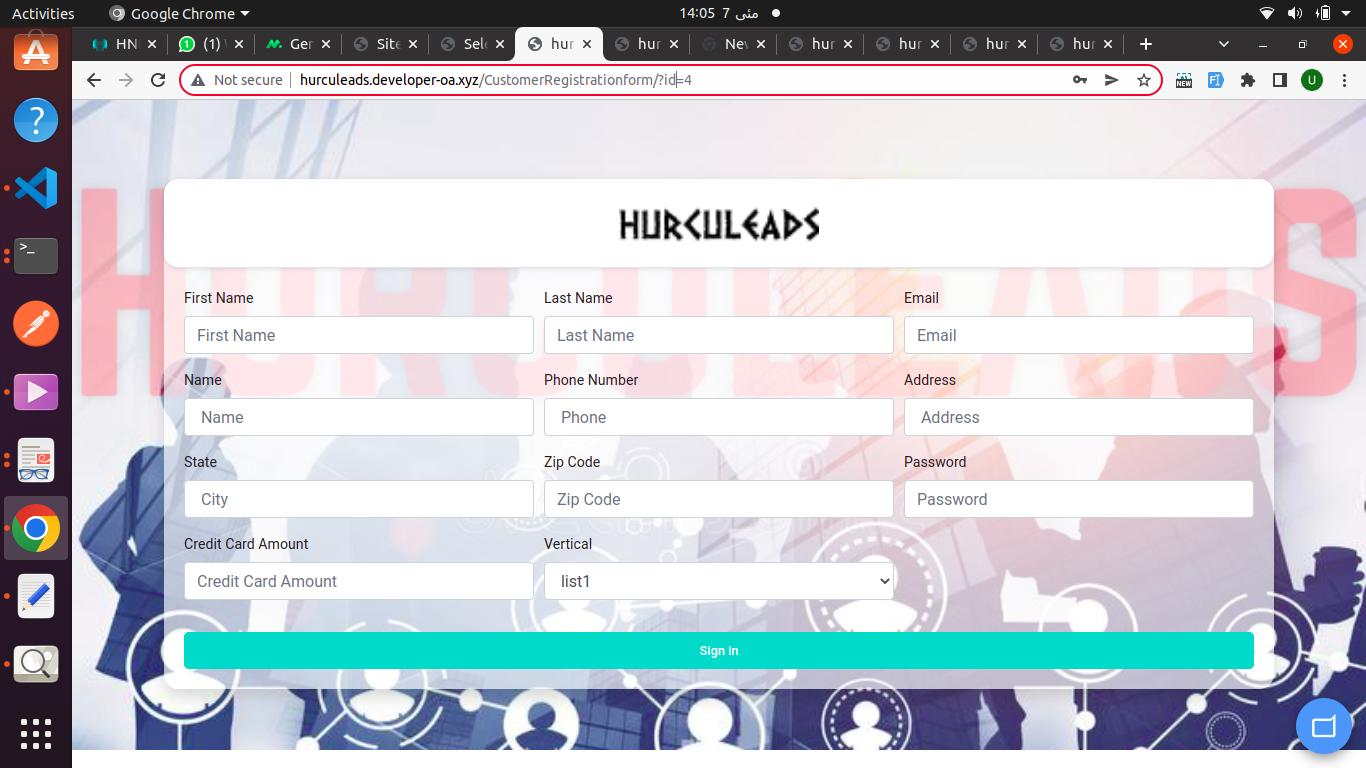 Activities Google Chrome 14:05 7 مئی
HN (1) Ger Site Sele hur hur Nev hur hur hur hur
Not secure hurculeads.developer-oa.xyz/CustomerRegistrationform/?id=4 NEW U
HURCULEADS
HURCULEADS
First Name Last Name Email
First Name Last Name Email
Name Phone Number Address
Name Phone Address
State Zip Code Password
City Zip Code Password
Credit Card Amount Vertical
Credit Card Amount list1
Sign in